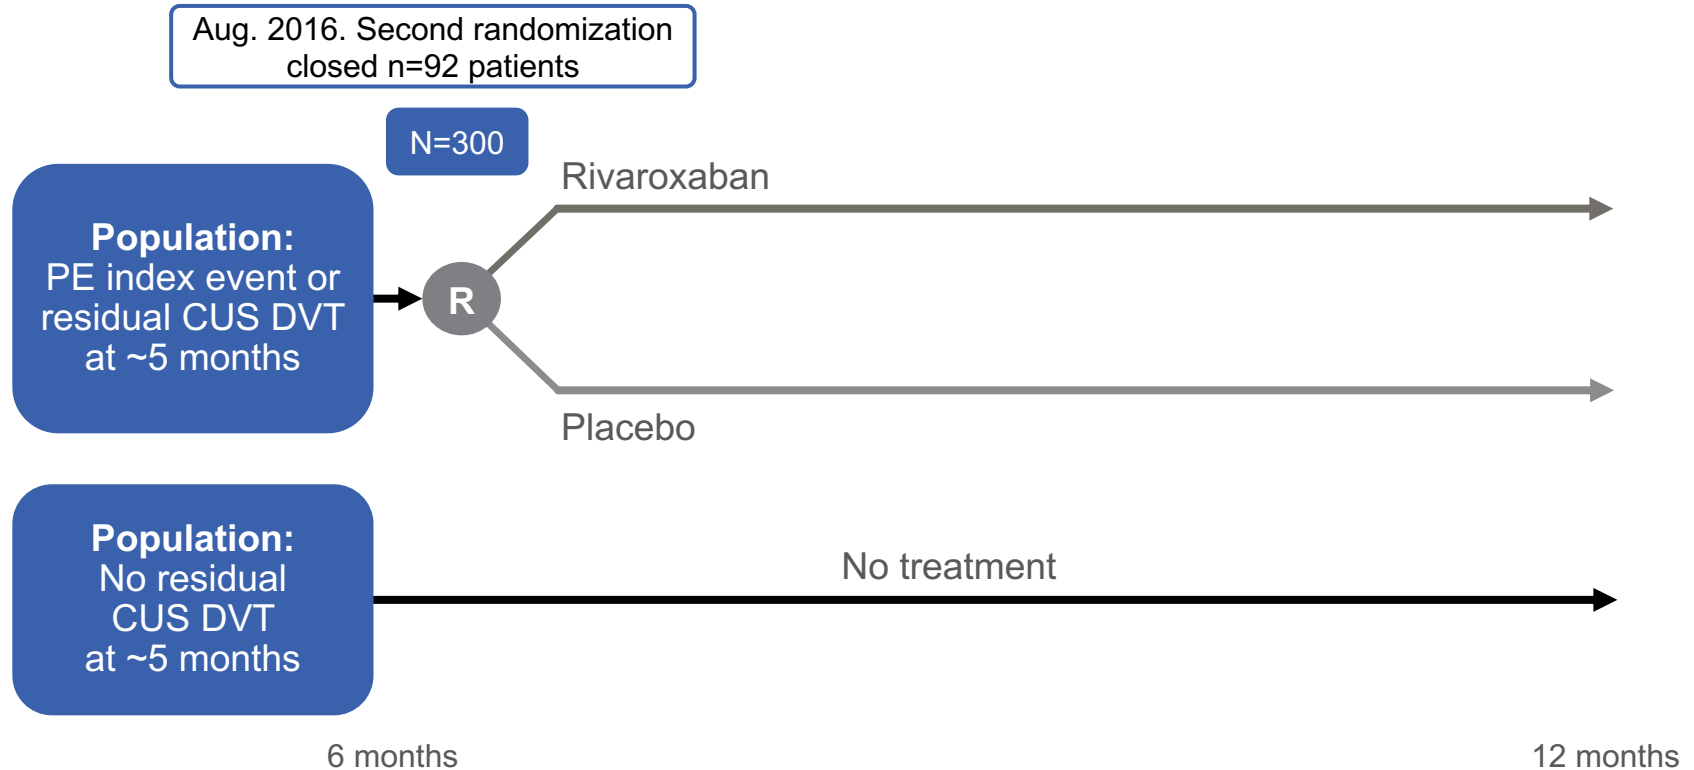 Aug. 2016. Second randomization
closed n=92 patients
N=300
Population:
PE index event or
residual CUS DVT
at ~5 months
R
Rivaroxaban
Placebo
Population:
No residual
CUS DVT
at ~5 months
No treatment
6 months
12 months